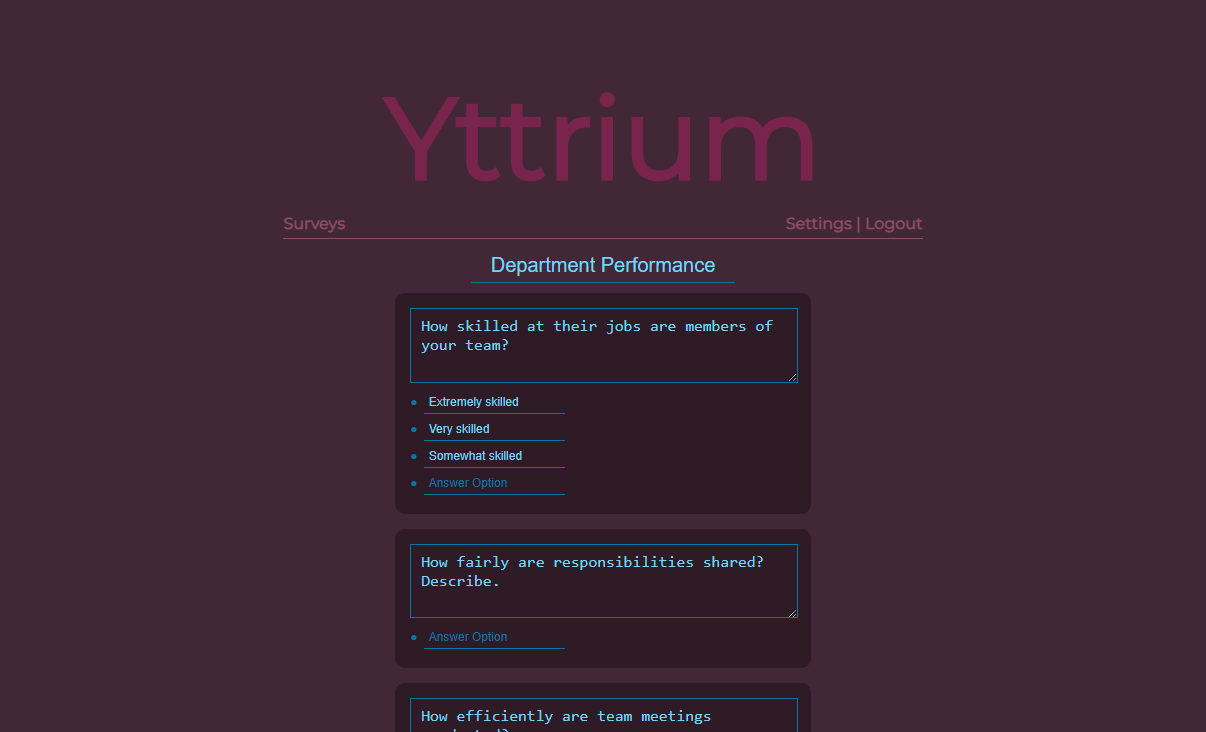 Yttrium
Surveys
Settings | Logout
Department Performance
How skilled at their jobs are members of
your team?
Extremely skilled
Very skilled
Somewhat skilled
Answer Option
How fairly are responsibilities shared?
Describe.
Answer Option
How efficiently are team meetings